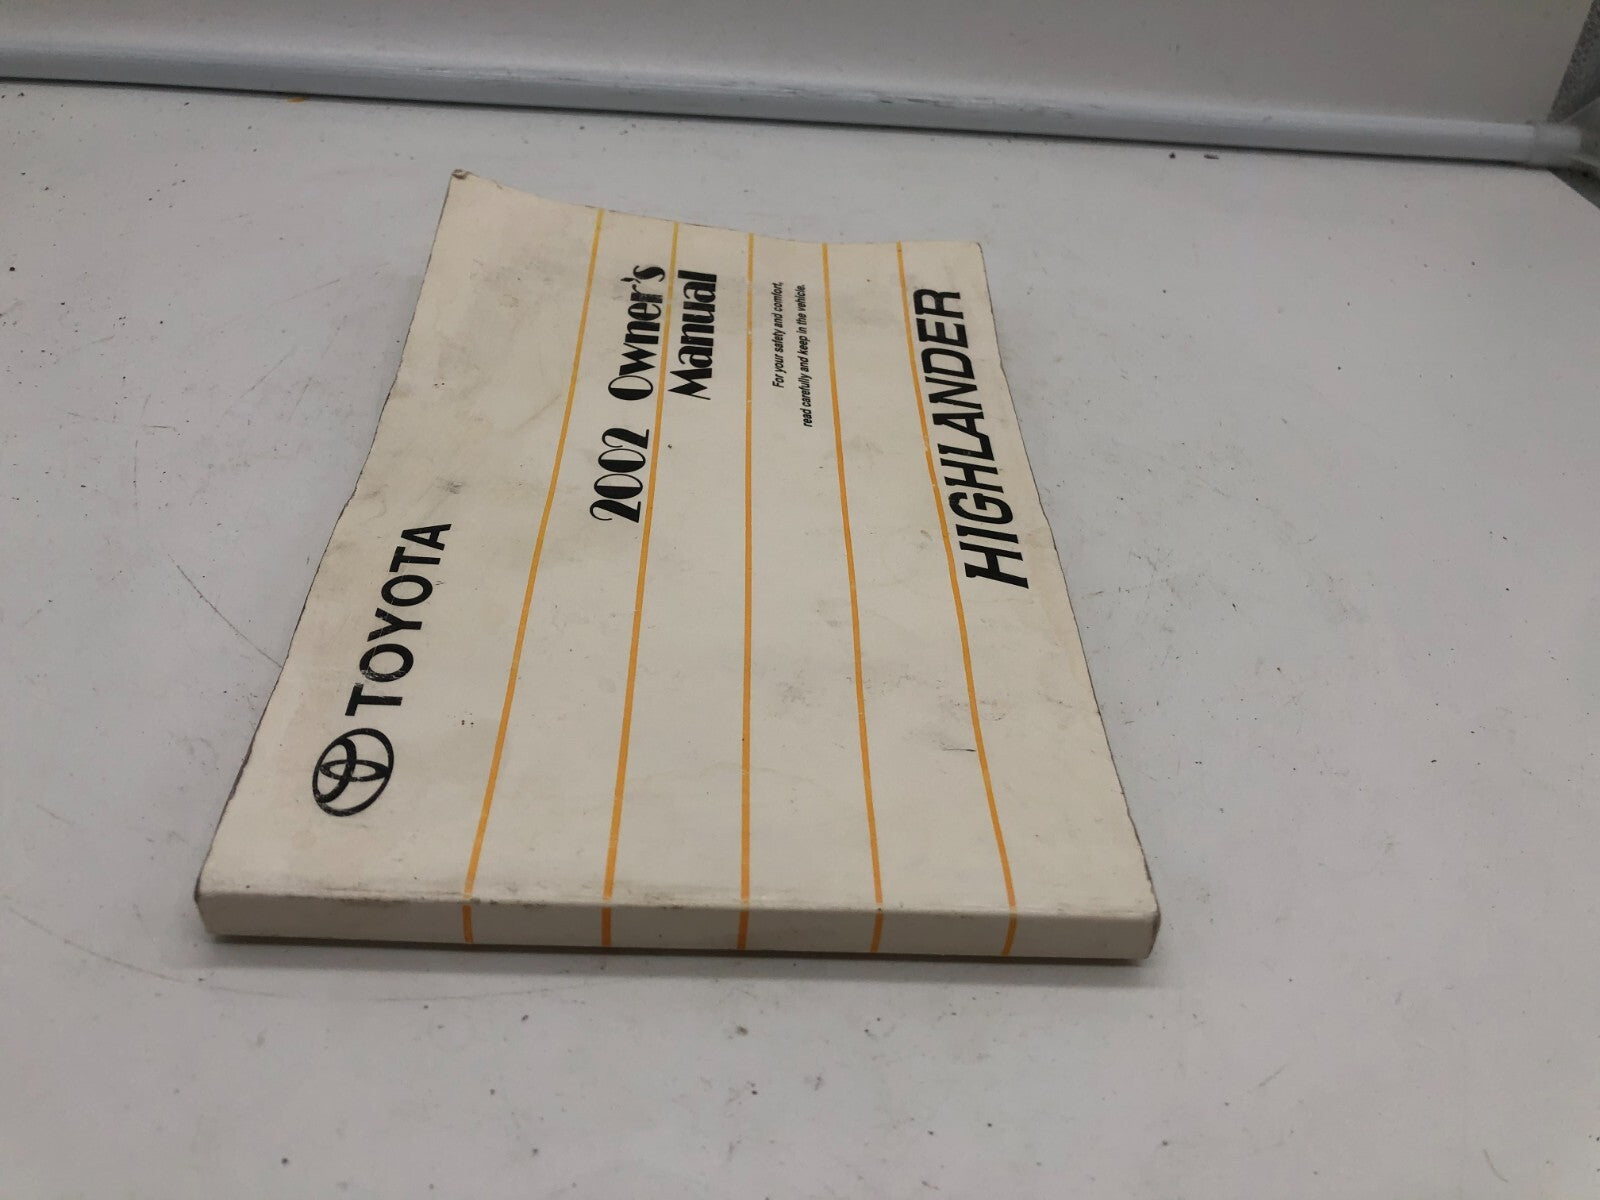 TOYOTA
2002 Owner's
Manual
For your safety and comfort,
read carefully and keep in the vehicle.
HIGHLANDER